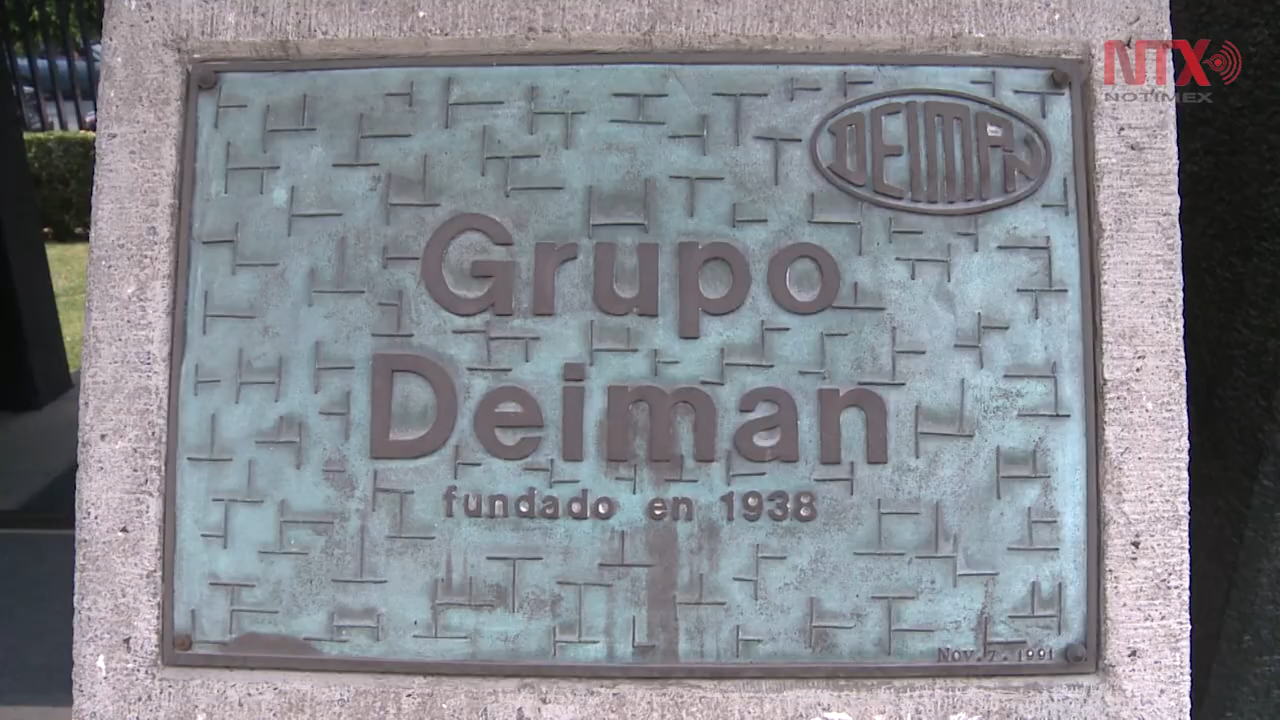 NTX
NOTIMEX
DEIMAN
Grupo
Deiman
fundado en 1938
Nov. 7. 1991